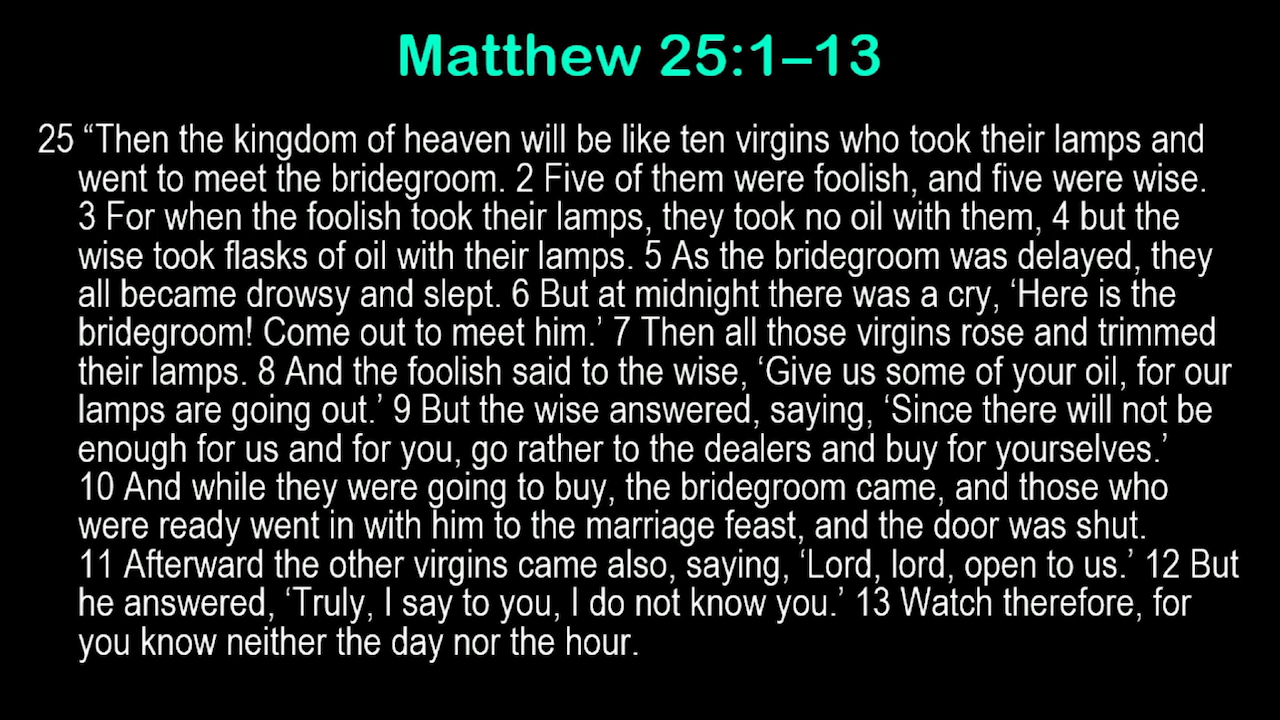 Matthew 25:1–13
25 “Then the kingdom of heaven will be like ten virgins who took their lamps and
went to meet the bridegroom. 2 Five of them were foolish, and five were wise.
3 For when the foolish took their lamps, they took no oil with them, 4 but the
wise took flasks of oil with their lamps. 5 As the bridegroom was delayed, they
all became drowsy and slept. 6 But at midnight there was a cry, ‘Here is the
bridegroom! Come out to meet him.’ 7 Then all those virgins rose and trimmed
their lamps. 8 And the foolish said to the wise, ‘Give us some of your oil, for our
lamps are going out.’ 9 But the wise answered, saying, ‘Since there will not be
enough for us and for you, go rather to the dealers and buy for yourselves.’
10 And while they were going to buy, the bridegroom came, and those who
were ready went in with him to the marriage feast, and the door was shut.
11 Afterward the other virgins came also, saying, ‘Lord, lord, open to us.’ 12 But
he answered, ‘Truly, I say to you, I do not know you.’ 13 Watch therefore, for
you know neither the day nor the hour.